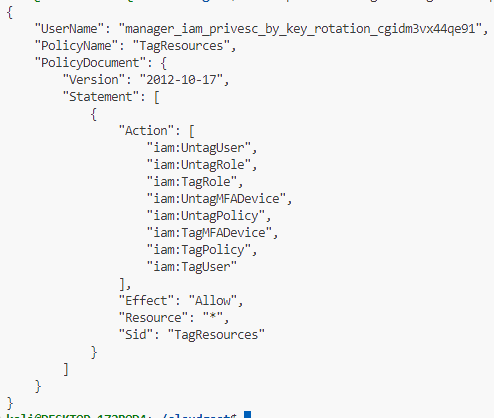 {
"UserName": "manager_iam_privesc_by_key_rotation_cgidm3vx44qe91",
"PolicyName": "TagResources",
"PolicyDocument": {
"Version": "2012-10-17",
"Statement": [
{
"Action": [
"iam:UntagUser",
"iam:UntagRole",
"iam:TagRole",
"iam:UntagMFADevice",
"iam:UntagPolicy",
"iam:TagMFADevice",
"iam:TagPolicy",
"iam:TagUser"
],
"Effect": "Allow",
"Resource": "*",
"Sid": "TagResources"
}
]
}
}